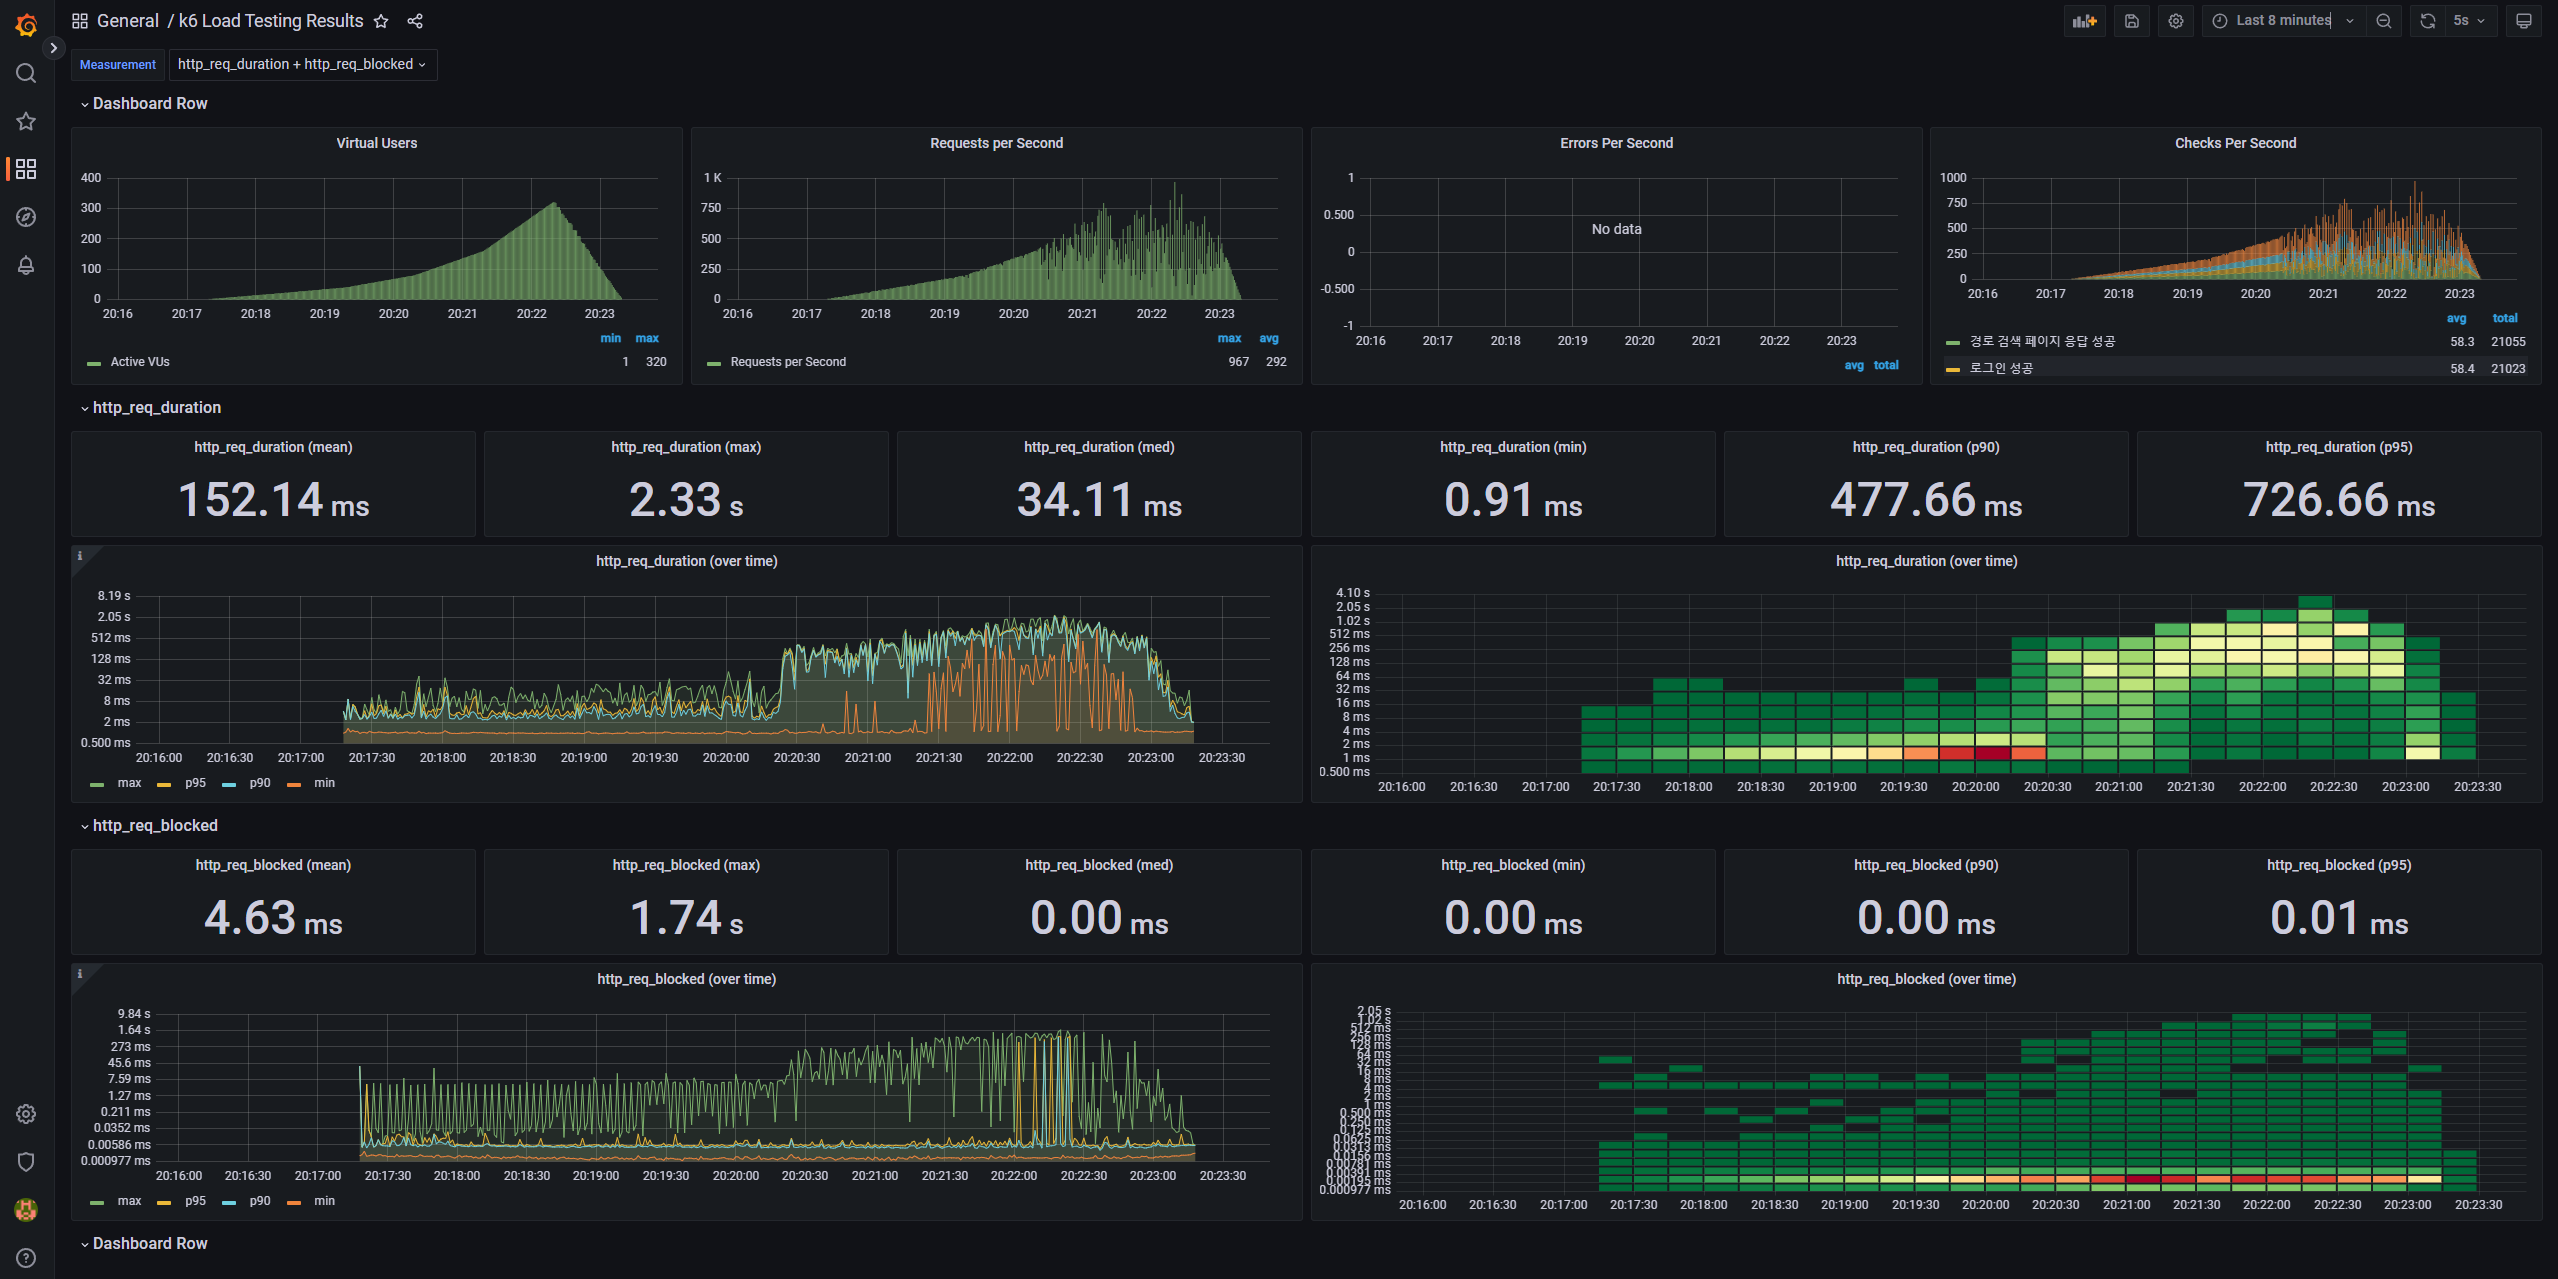 General / k6 Load Testing Results
Last 8 minutes
5s
Measurement
http_req_duration + http_req_blocked
Dashboard Row
Virtual Users
400
300
200
100
0
20:16 20:17 20:18 20:19 20:20 20:21 20:22 20:23
min max
Active VUs 1 320
Requests per Second
1 K
750
500
250
0
20:16 20:17 20:18 20:19 20:20 20:21 20:22 20:23
max avg
Requests per Second 967 292
Errors Per Second
1
0.500
0
-0.500
-1
No data
20:16 20:17 20:18 20:19 20:20 20:21 20:22 20:23
avg total
Checks Per Second
1000
750
500
250
0
20:16 20:17 20:18 20:19 20:20 20:21 20:22 20:23
avg total
경로 검색 페이지 응답 성공 58.3 21055
로그인 성공 58.4 21023
http_req_duration
http_req_duration (mean)
152.14 ms
http_req_duration (max)
2.33 s
http_req_duration (med)
34.11 ms
http_req_duration (min)
0.91 ms
http_req_duration (p90)
477.66 ms
http_req_duration (p95)
726.66 ms
http_req_duration (over time)
8.19 s
2.05 s
512 ms
128 ms
32 ms
8 ms
2 ms
0.500 ms
20:16:00 20:16:30 20:17:00 20:17:30 20:18:00 20:18:30 20:19:00 20:19:30 20:20:00 20:20:30 20:21:00 20:21:30 20:22:00 20:22:30 20:23:00 20:23:30
max p95 p90 min
http_req_duration (over time)
4.10 s
2.05 s
1.02 s
512 ms
256 ms
128 ms
64 ms
32 ms
16 ms
8 ms
4 ms
2 ms
1 ms
0.500 ms
20:16:00 20:16:30 20:17:00 20:17:30 20:18:00 20:18:30 20:19:00 20:19:30 20:20:00 20:20:30 20:21:00 20:21:30 20:22:00 20:22:30 20:23:00 20:23:30
http_req_blocked
http_req_blocked (mean)
4.63 ms
http_req_blocked (max)
1.74 s
http_req_blocked (med)
0.00 ms
http_req_blocked (min)
0.00 ms
http_req_blocked (p90)
0.00 ms
http_req_blocked (p95)
0.01 ms
http_req_blocked (over time)
9.84 s
1.64 s
273 ms
45.6 ms
7.59 ms
1.27 ms
0.211 ms
0.0352 ms
0.00586 ms
0.000977 ms
20:16:00 20:16:30 20:17:00 20:17:30 20:18:00 20:18:30 20:19:00 20:19:30 20:20:00 20:20:30 20:21:00 20:21:30 20:22:00 20:22:30 20:23:00 20:23:30
max p95 p90 min
http_req_blocked (over time)
2.05 s
1.02 s
512 ms
256 ms
128 ms
64 ms
32 ms
16 ms
8 ms
4 ms
2 ms
1 ms
0.500 ms
0.250 ms
0.125 ms
0.0625 ms
0.0313 ms
0.0156 ms
0.00781 ms
0.00391 ms
0.00195 ms
0.000977 ms
20:16:00 20:16:30 20:17:00 20:17:30 20:18:00 20:18:30 20:19:00 20:19:30 20:20:00 20:20:30 20:21:00 20:21:30 20:22:00 20:22:30 20:23:00 20:23:30
Dashboard Row